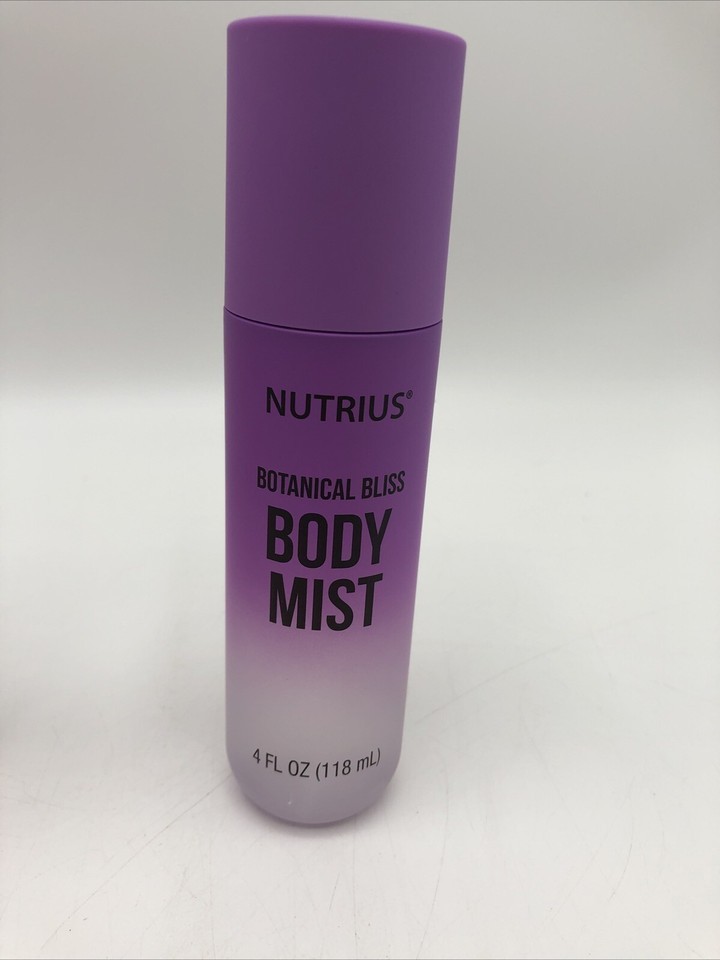 NUTRIUS®
BOTANICAL BLISS
BODY
MIST
4 FL OZ (118 mL)